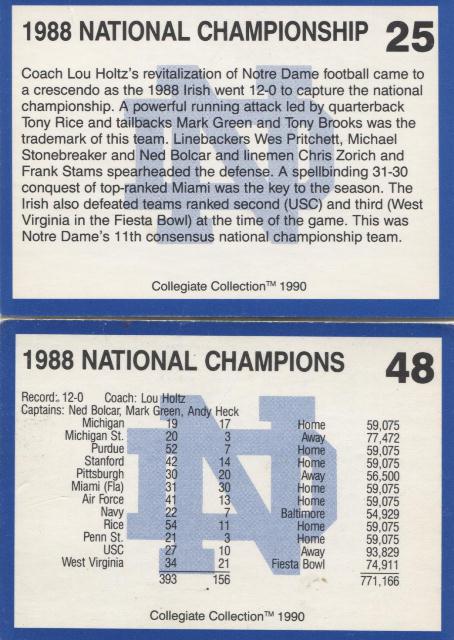 1988 NATIONAL CHAMPIONSHIP 25
Coach Lou Holtz's revitalization of Notre Dame football came to
a crescendo as the 1988 Irish went 12-0 to capture the national
championship. A powerful running attack led by quarterback
Tony Rice and tailbacks Mark Green and Tony Brooks was the
trademark of this team. Linebackers Wes Pritchett, Michael
Stonebreaker and Ned Bolcar and linemen Chris Zorich and
Frank Stams spearheaded the defense. A spellbinding 31-30
conquest of top-ranked Miami was the key to the season. The
Irish also defeated teams ranked second (USC) and third (West
Virginia in the Fiesta Bowl) at the time of the game. This was
Notre Dame's 11th consensus national championship team.
Collegiate Collection™ 1990
1988 NATIONAL CHAMPIONS 48
Record: 12-0 Coach: Lou Holtz
Captains: Ned Bolcar, Mark Green, Andy Heck
Michigan 19 17 Home 59,075
Michigan St. 20 3 Away 77,472
Purdue 52 7 Home 59,075
Stanford 42 14 Home 59,075
Pittsburgh 30 20 Away 56,500
Miami (Fla) 31 30 Home 59,075
Air Force 41 13 Home 59,075
Navy 22 7 Baltimore 54,929
Rice 54 11 Home 59,075
Penn St. 21 3 Home 59,075
USC 27 10 Away 93,829
West Virginia 34 21 Fiesta Bowl 74,911
393 156 771,166
Collegiate Collection™ 1990